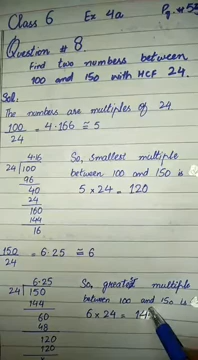 Class 6 Ex 4a Pg. #55
Question # 8.
Find two numbers between
100 and 150 with HCF 24.
Sol.
The numbers are multiples of 24
100/24 = 4.166 ≅ 5
4.16
24 100
96
40
24
160
144
16
So, smallest multiple
between 100 and 150 is
5 × 24 = 120
150/24 = 6.25 ≅ 6
6.25
24 150
144
60
48
120
120
So, greatest multiple
between 100 and 150 is
6 × 24 = 14